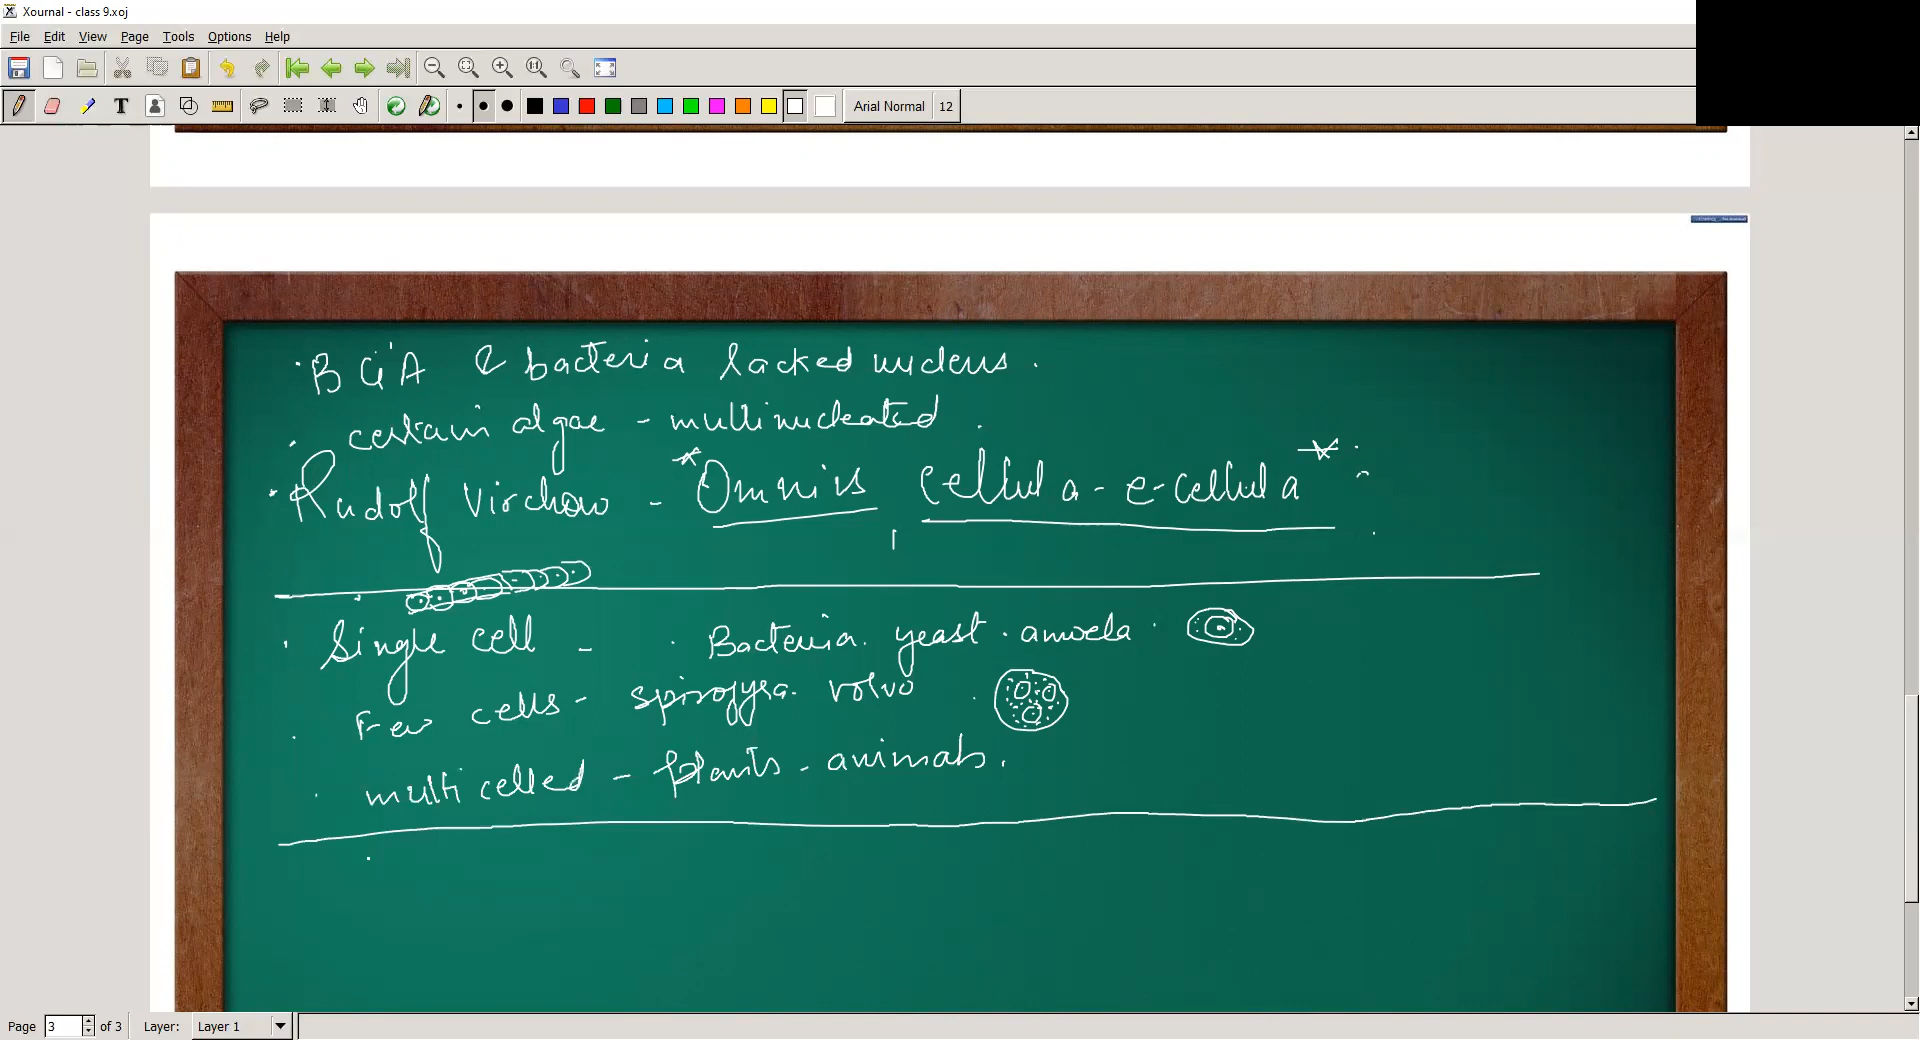 Xournal - class 9.xoj
File Edit View Page Tools Options Help
T Arial Normal 12
BGA & bacteria lacked nucleus.
certain algae - multinucleated.
Rudolf Virchow - *Omnis cellula-e-cellula*
Single cell - Bacteria. yeast. amoeba.
Few cells - spirogyra. volvo
multi celled - plants - animals.
Page 3 of 3 Layer: Layer 1